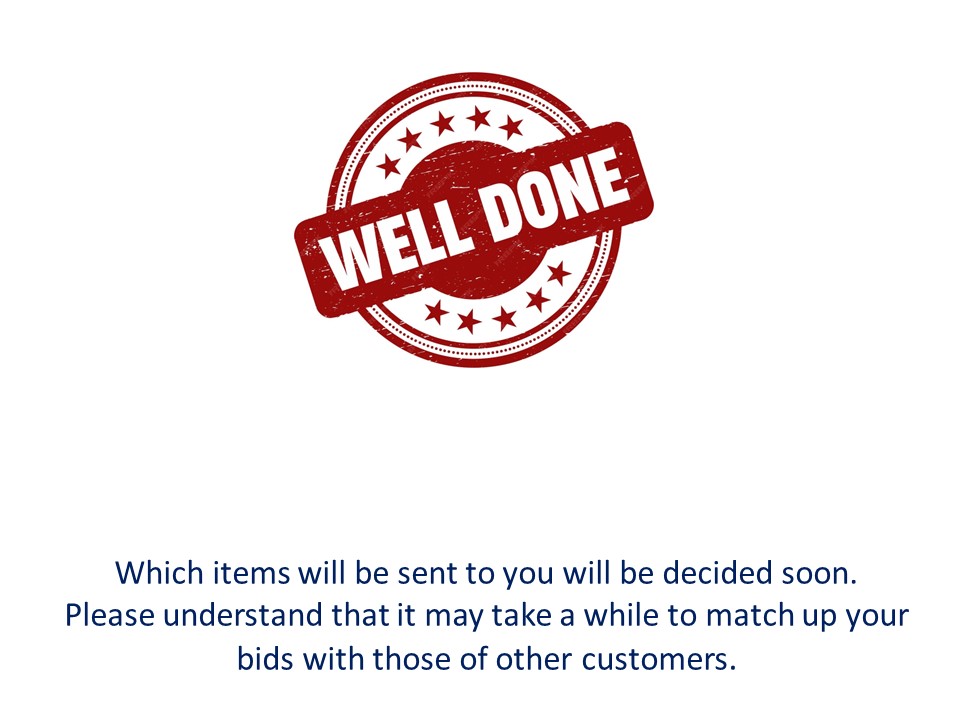 WELL DONE
Which items will be sent to you will be decided soon.
Please understand that it may take a while to match up your
bids with those of other customers.